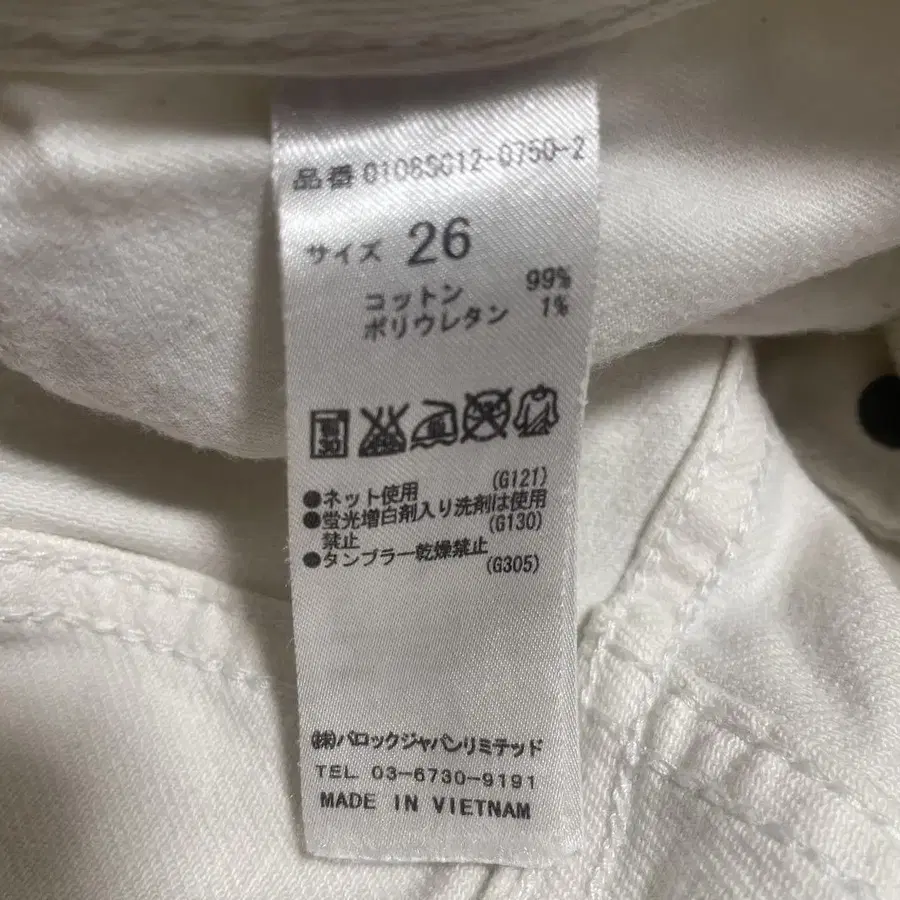 品番 0108SC12-0750-2
サイズ 26
コットン 99%
ポリウレタン 1%
30
●ネット使用 (G121)
●蛍光増白剤入り洗剤は使用
禁止 (G130)
●タンブラー乾燥禁止
(G305)
㈱バロックジャパンリミテッド
TEL 03-6730-9191
MADE IN VIETNAM